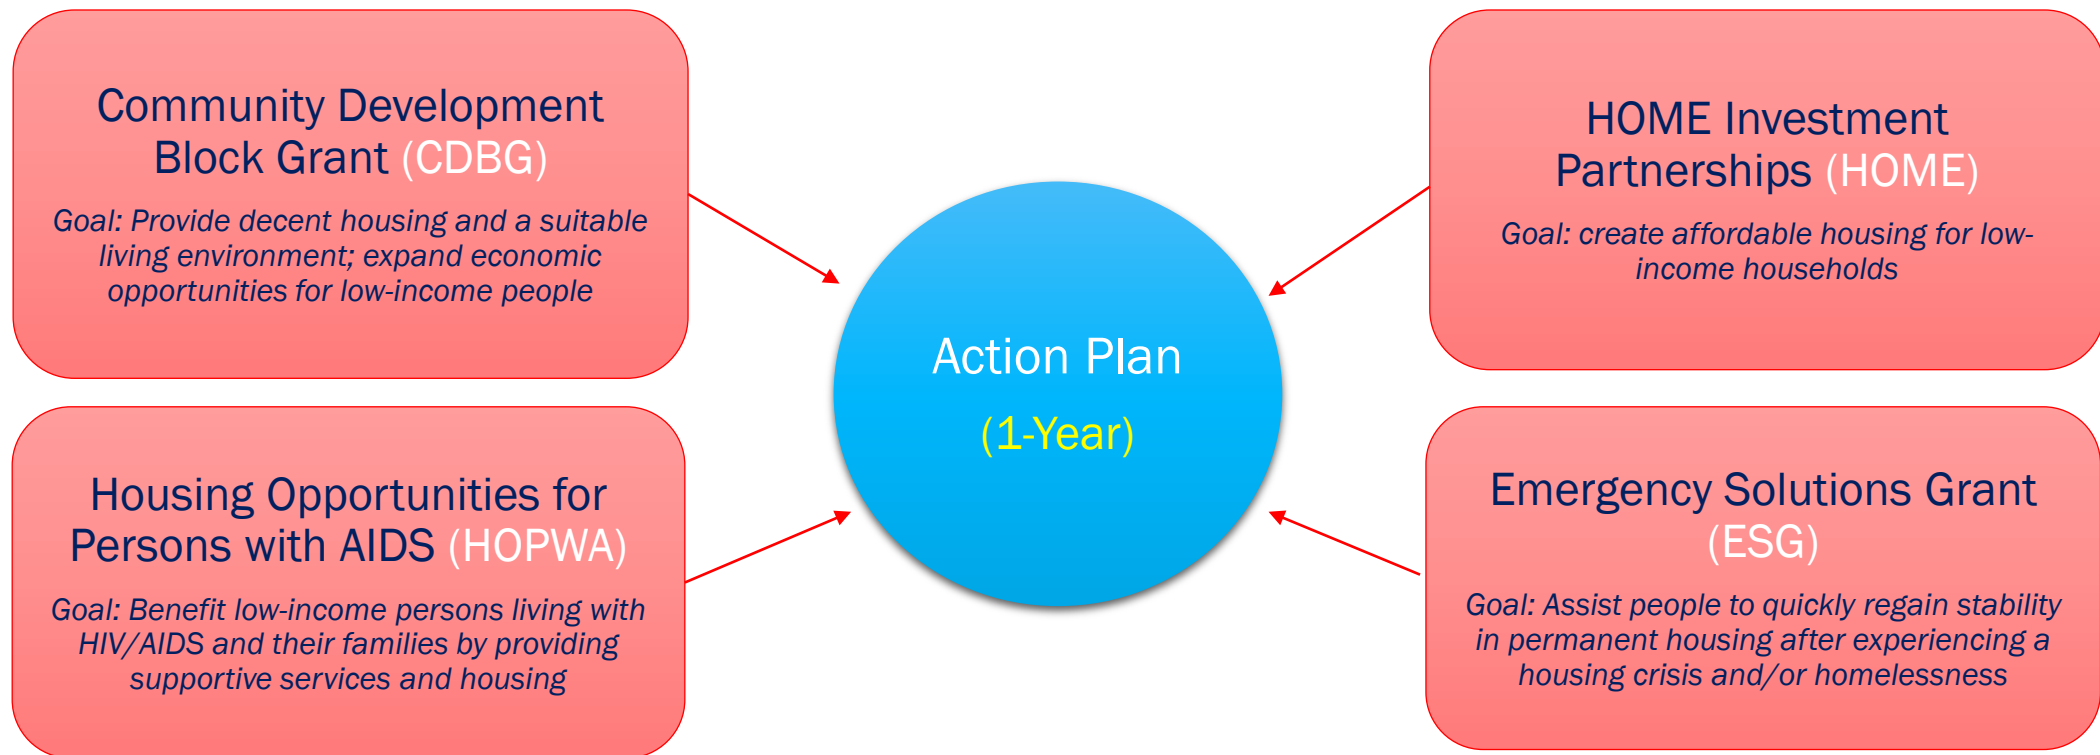 Community Development
Block Grant (CDBG)
Goal: Provide decent housing and a suitable
living environment; expand economic
opportunities for low-income people
HOME Investment
Partnerships (HOME)
Goal: create affordable housing for low-
income households
Action Plan
(1-Year)
Housing Opportunities for
Persons with AIDS (HOPWA)
Goal: Benefit low-income persons living with
HIV/AIDS and their families by providing
supportive services and housing
Emergency Solutions Grant
(ESG)
Goal: Assist people to quickly regain stability
in permanent housing after experiencing a
housing crisis and/or homelessness